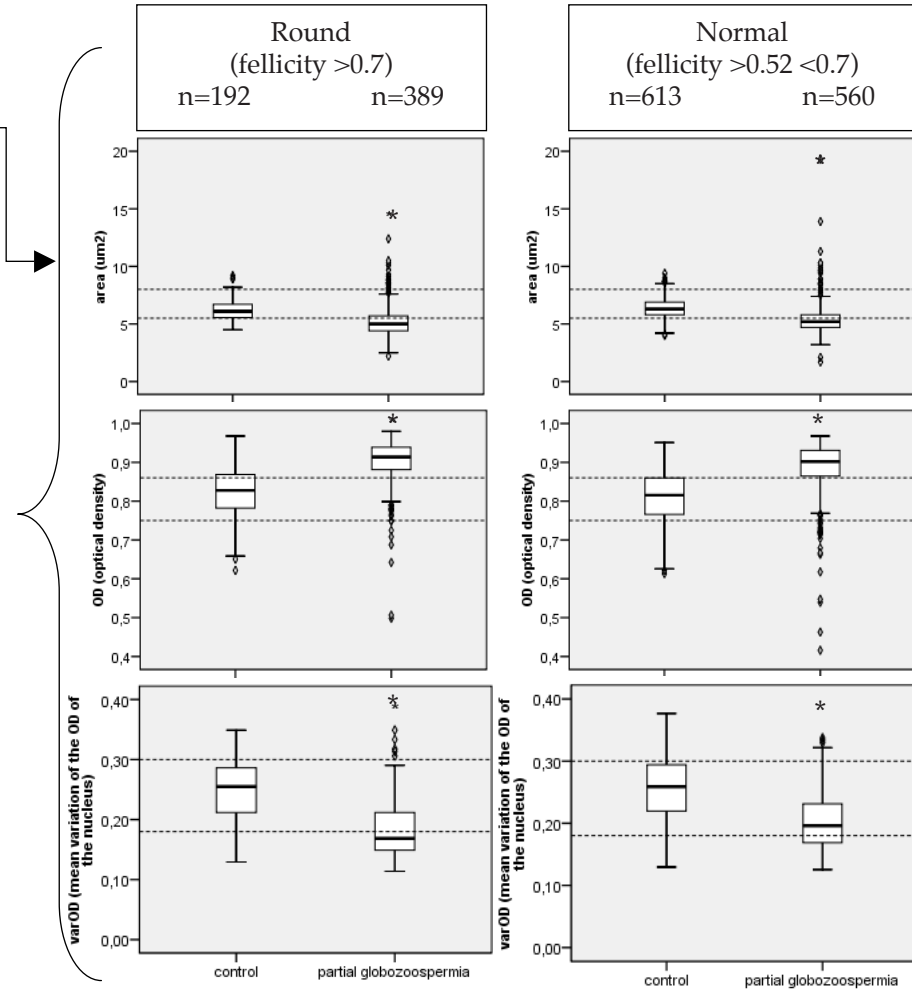 Round
(fellicity >0.7)
n=192 n=389
Normal
(fellicity >0.52 <0.7)
n=613 n=560
area (um2)
20
15
10
5
0
*
area (um2)
20
15
10
5
0
*
OD (optical density)
1,0
0,9
0,8
0,7
0,6
0,5
0,4
*
OD (optical density)
1,0
0,9
0,8
0,7
0,6
0,5
0,4
*
varOD (mean variation of the OD of
the nucleus)
0,40
0,30
0,20
0,10
0,00
*
control partial globozoospermia
varOD (mean variation of the OD of
the nucleus)
0,40
0,30
0,20
0,10
0,00
*
control partial globozoospermia